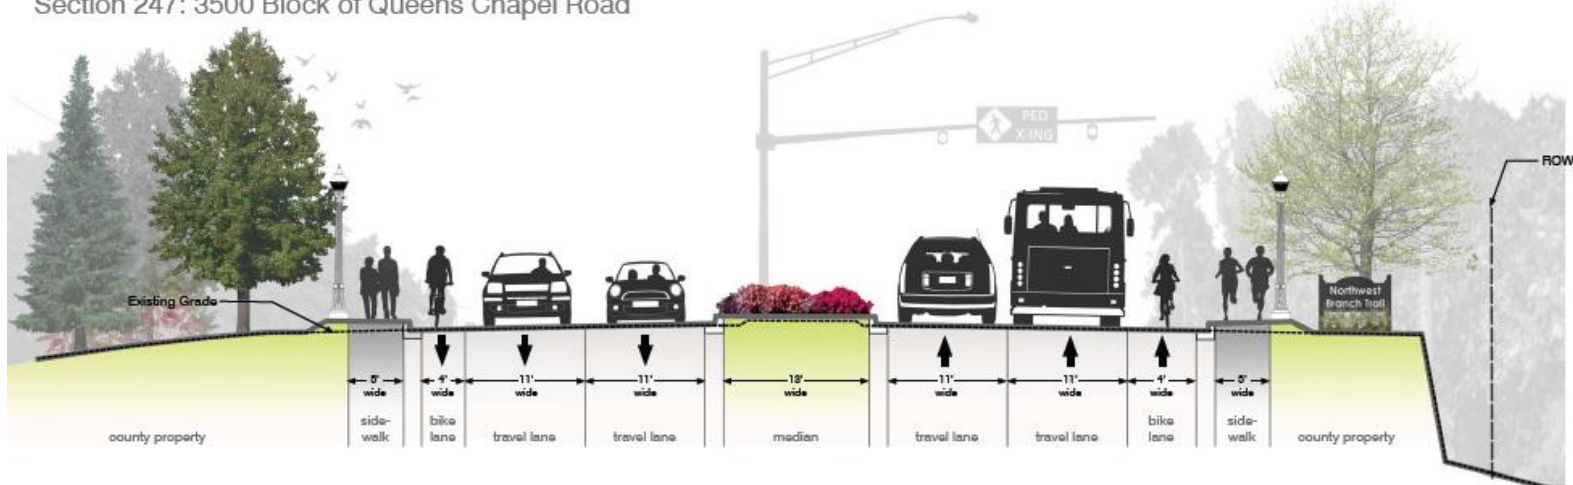 Section 247: 3500 Block of Queens Chapel Road
PED
X-ING
ROW
Existing Grade
Northwest
Branch Trail
5'
wide
4'
wide
11'
wide
11'
wide
13'
wide
11'
wide
11'
wide
4'
wide
5'
wide
county property
side-
walk
bike
lane
travel lane
travel lane
median
travel lane
travel lane
bike
lane
side-
walk
county property